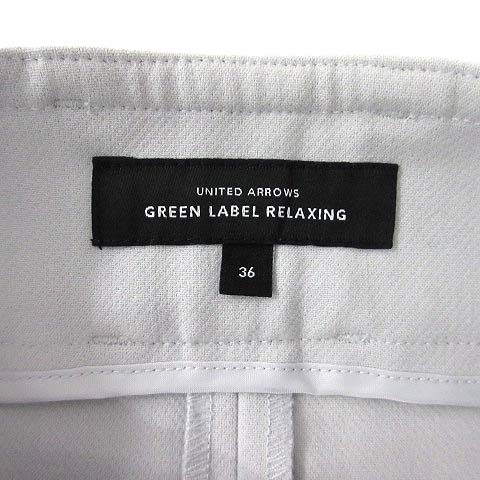 UNITED ARROWS
GREEN LABEL RELAXING
36